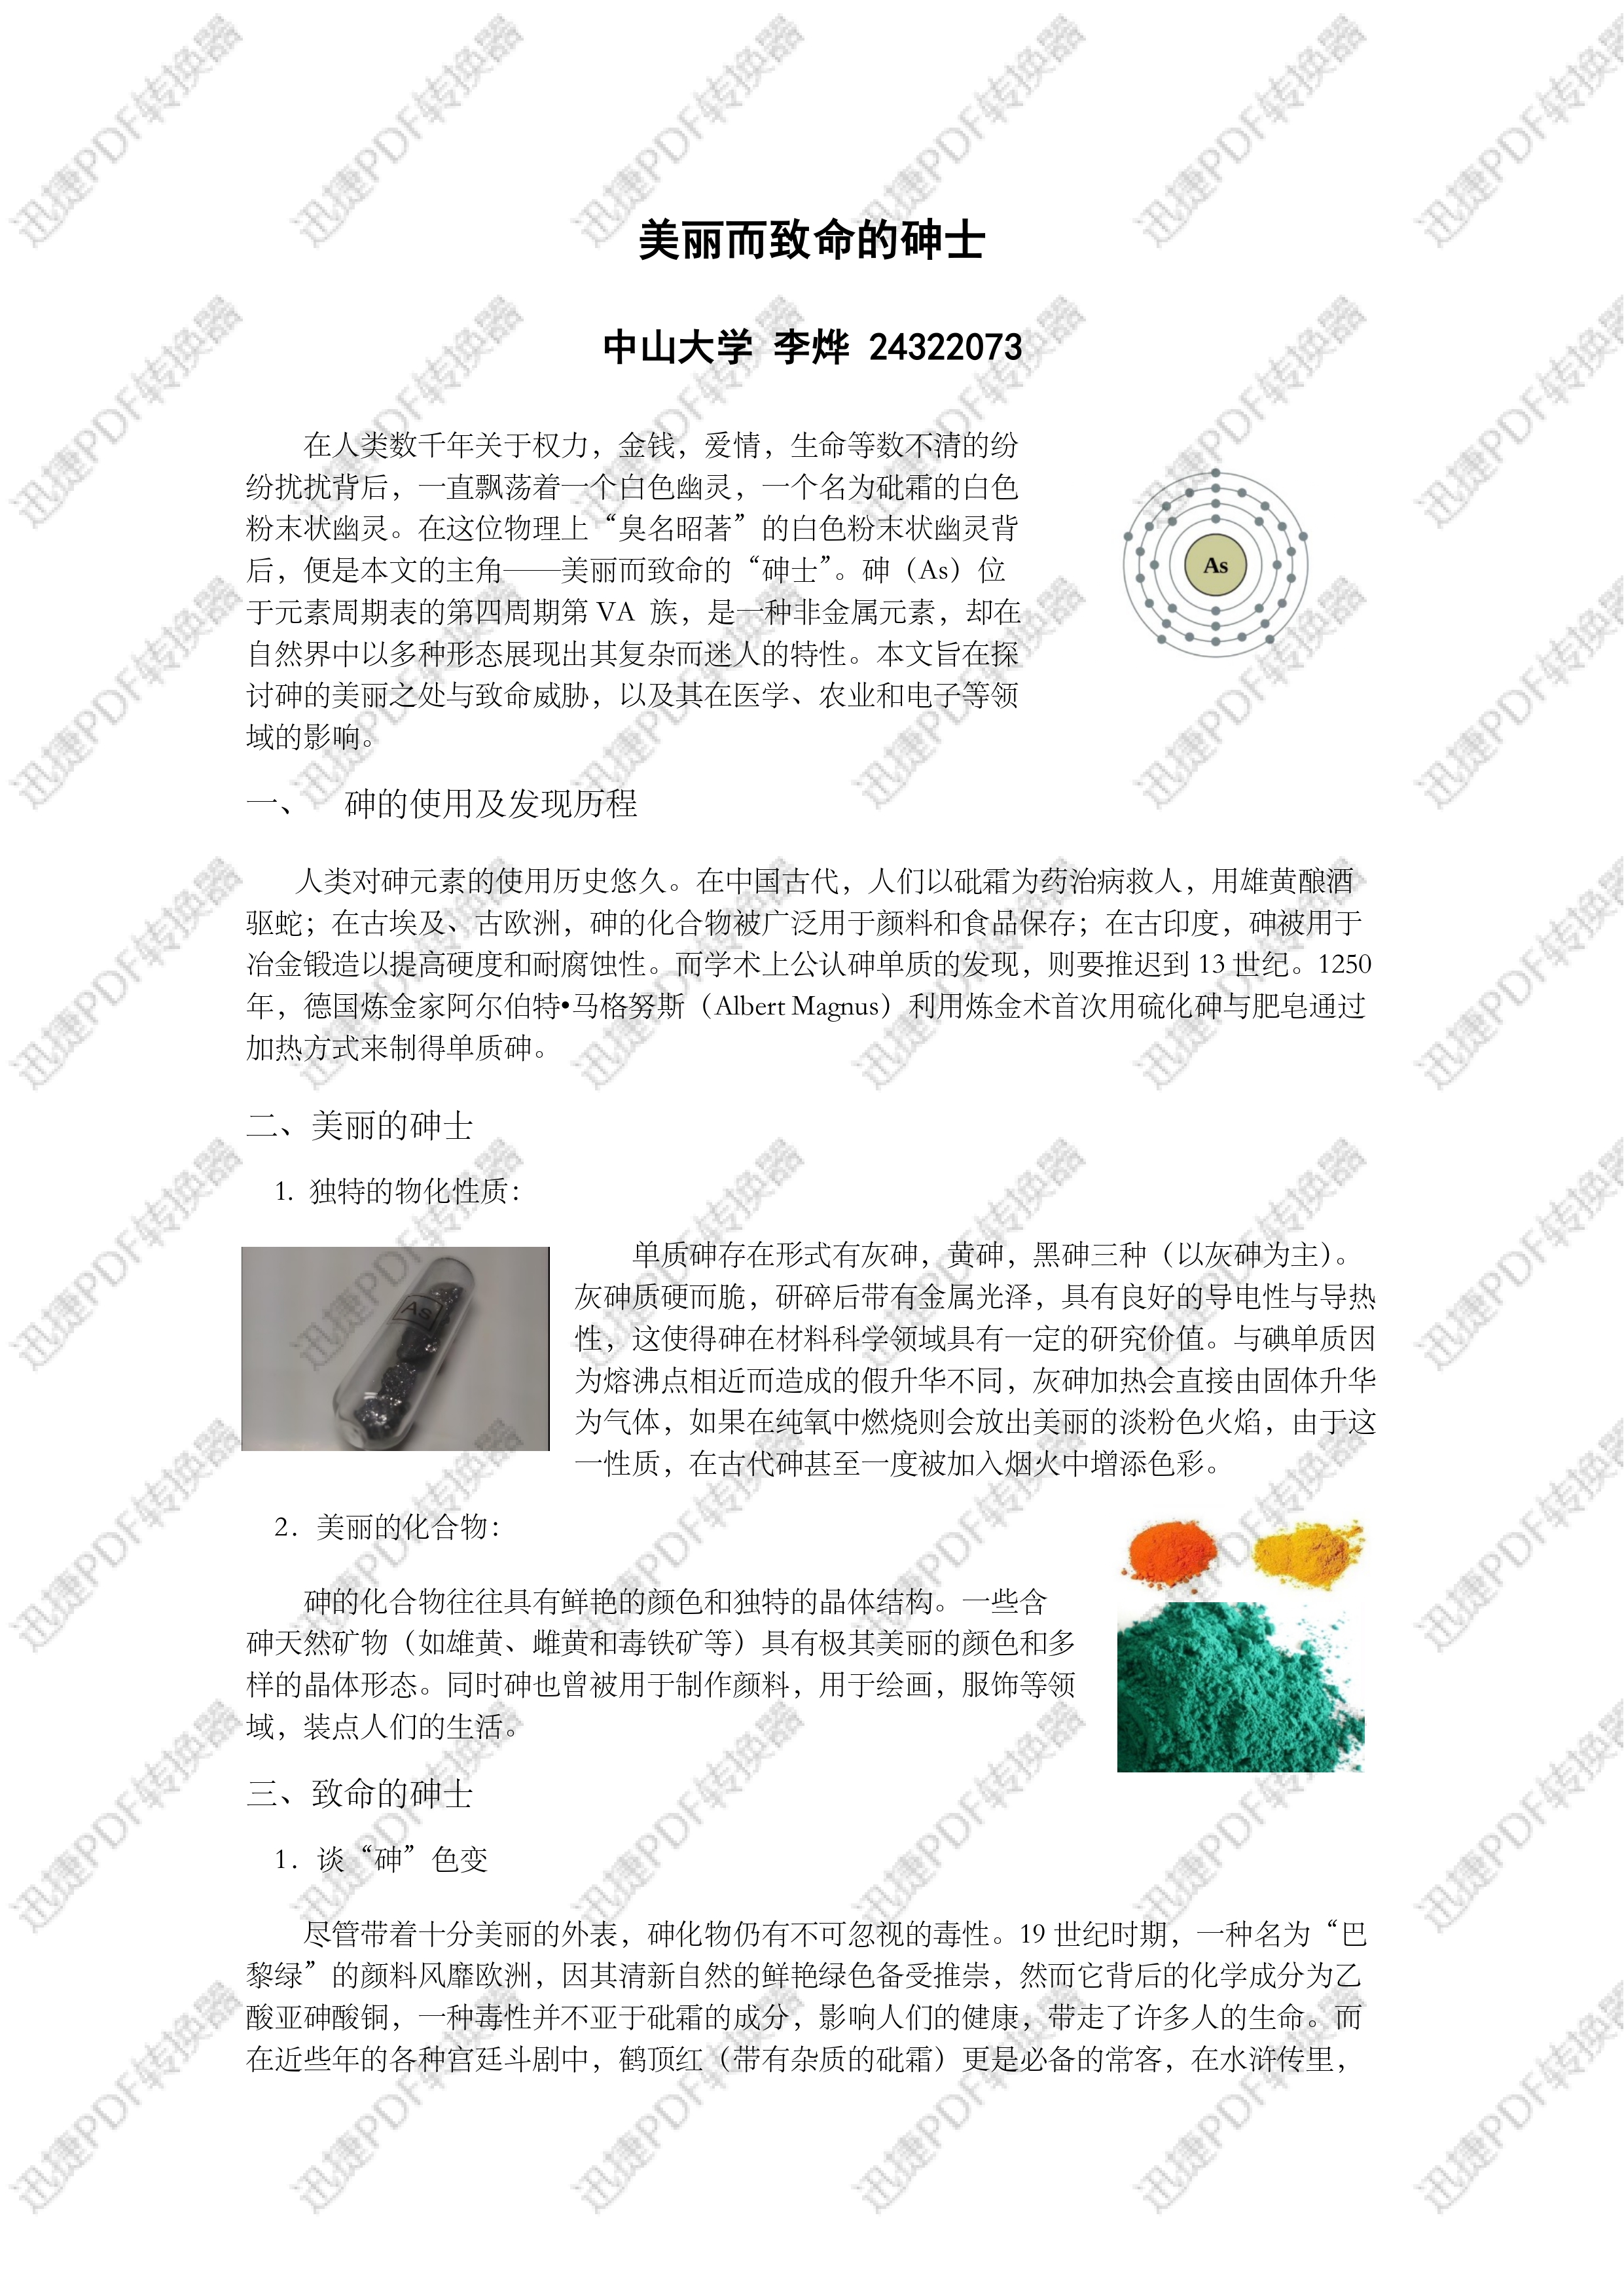 美丽而致命的砷士
中山大学 李烨 24322073
在人类数千年关于权力，金钱，爱情，生命等数不清的纷
纷扰扰背后，一直飘荡着一个白色幽灵，一个名为砒霜的白色
粉末状幽灵。在这位物理上“臭名昭著”的白色粉末状幽灵背
后，便是本文的主角——美丽而致命的“砷士”。砷（As）位
于元素周期表的第四周期第 VA 族，是一种非金属元素，却在
自然界中以多种形态展现出其复杂而迷人的特性。本文旨在探
讨砷的美丽之处与致命威胁，以及其在医学、农业和电子等领
域的影响。
As
一、 砷的使用及发现历程
人类对砷元素的使用历史悠久。在中国古代，人们以砒霜为药治病救人，用雄黄酿酒
驱蛇；在古埃及、古欧洲，砷的化合物被广泛用于颜料和食品保存；在古印度，砷被用于
冶金锻造以提高硬度和耐腐蚀性。而学术上公认砷单质的发现，则要推迟到 13 世纪。1250
年，德国炼金家阿尔伯特•马格努斯（Albert Magnus）利用炼金术首次用硫化砷与肥皂通过
加热方式来制得单质砷。
二、美丽的砷士
1. 独特的物化性质：
As
单质砷存在形式有灰砷，黄砷，黑砷三种（以灰砷为主）。
灰砷质硬而脆，研碎后带有金属光泽，具有良好的导电性与导热
性，这使得砷在材料科学领域具有一定的研究价值。与碘单质因
为熔沸点相近而造成的假升华不同，灰砷加热会直接由固体升华
为气体，如果在纯氧中燃烧则会放出美丽的淡粉色火焰，由于这
一性质，在古代砷甚至一度被加入烟火中增添色彩。
2. 美丽的化合物：
砷的化合物往往具有鲜艳的颜色和独特的晶体结构。一些含
砷天然矿物（如雄黄、雌黄和毒铁矿等）具有极其美丽的颜色和多
样的晶体形态。同时砷也曾被用于制作颜料，用于绘画，服饰等领
域，装点人们的生活。
三、致命的砷士
1. 谈“砷”色变
尽管带着十分美丽的外表，砷化物仍有不可忽视的毒性。19 世纪时期，一种名为“巴
黎绿”的颜料风靡欧洲，因其清新自然的鲜艳绿色备受推崇，然而它背后的化学成分为乙
酸亚砷酸铜，一种毒性并不亚于砒霜的成分，影响人们的健康，带走了许多人的生命。而
在近些年的各种宫廷斗剧中，鹤顶红（带有杂质的砒霜）更是必备的常客，在水浒传里，
迅捷PDF转换器